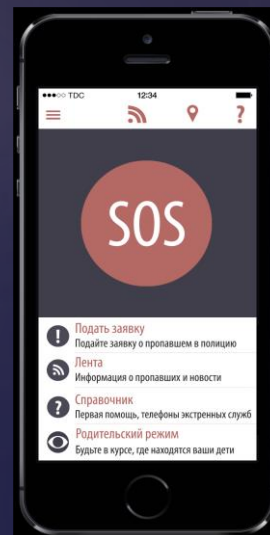 TDC 12:34
?
SOS
! Подать заявку
Подайте заявку о пропавшем в полицию
Лента
Информация о пропавших и новости
? Справочник
Первая помощь, телефоны экстренных служб
Родительский режим
Будьте в курсе, где находятся ваши дети